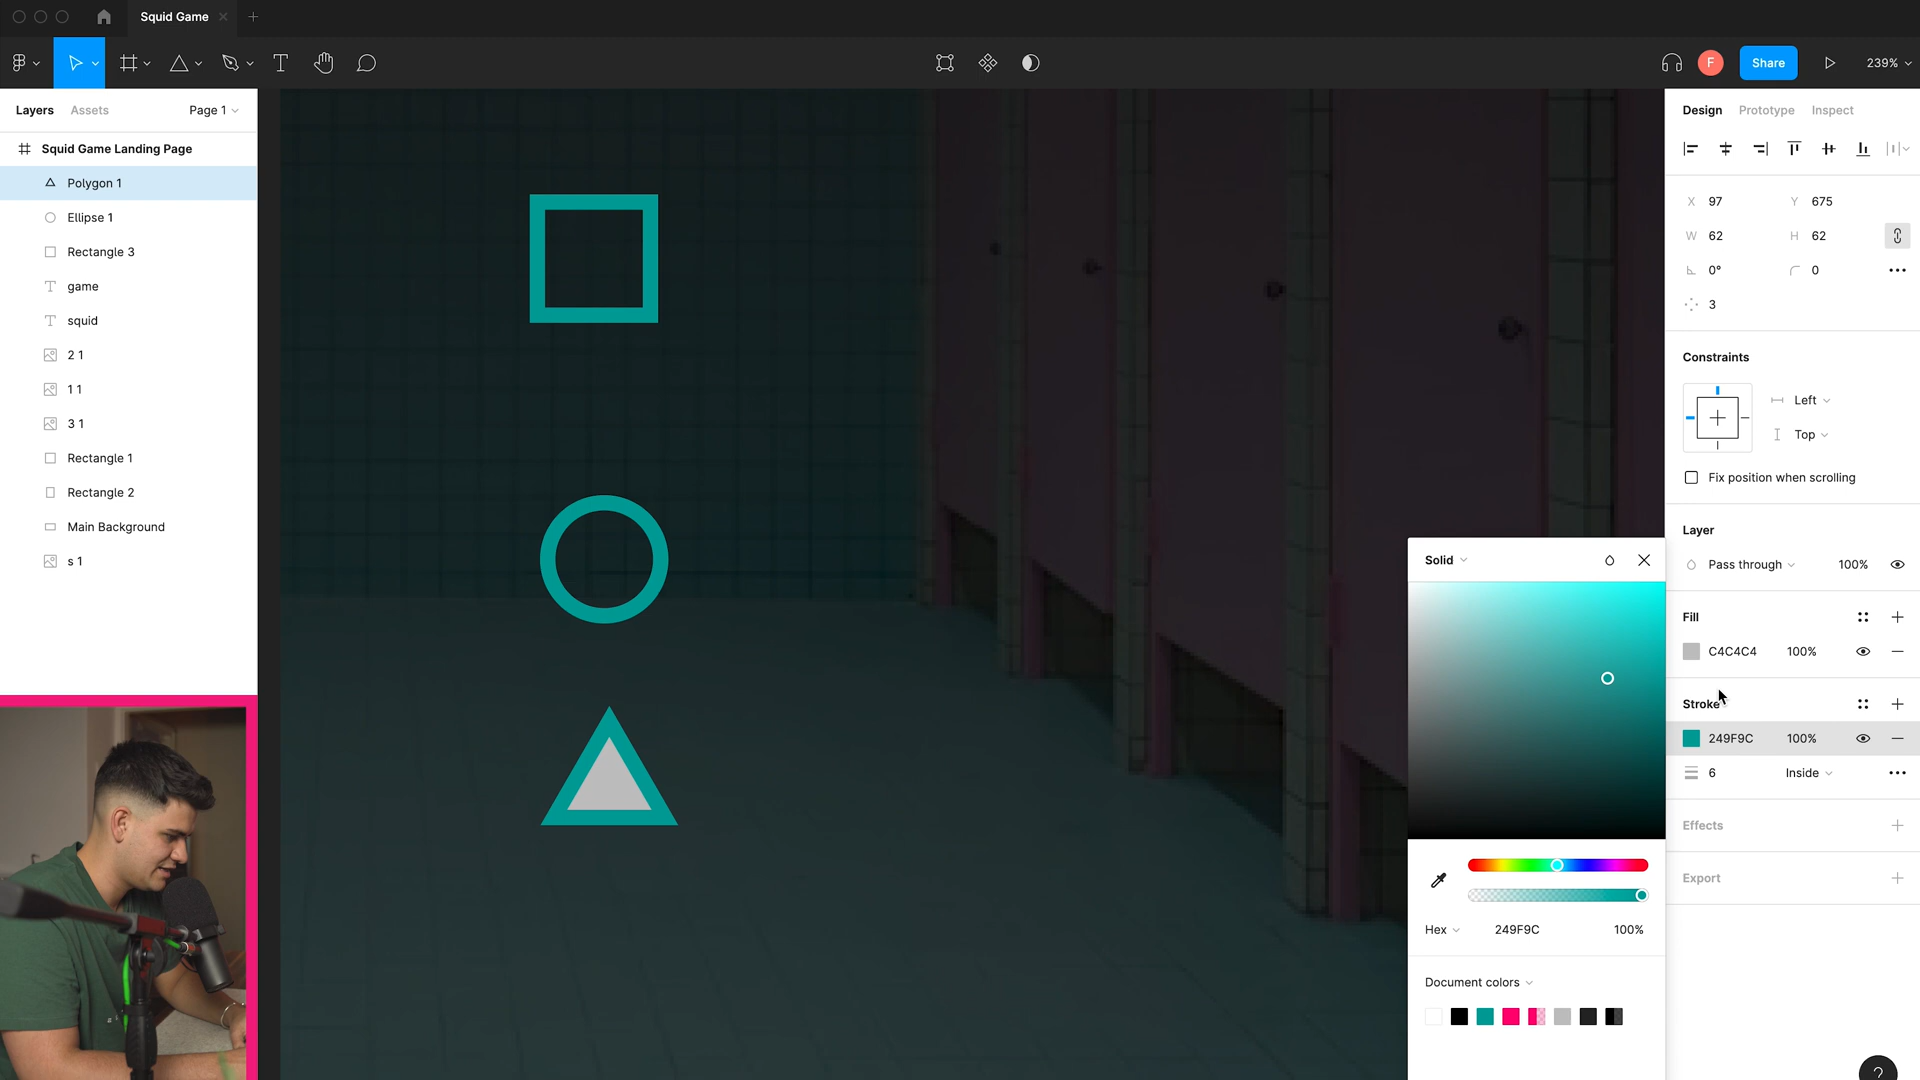 Squid Game
F
Share
239%
Layers
Assets
Page 1
Design
Prototype
Inspect
Squid Game Landing Page
Polygon 1
Ellipse 1
Rectangle 3
game
squid
2 1
1 1
3 1
Rectangle 1
Rectangle 2
Main Background
s 1
X 97 Y 675
W 62 H 62
0° 0
3
Constraints
Left
Top
Fix position when scrolling
Layer
Pass through 100%
Fill
C4C4C4 100%
Stroke
249F9C 100%
6 Inside
Effects
Export
Solid
Hex 249F9C 100%
Document colors
?